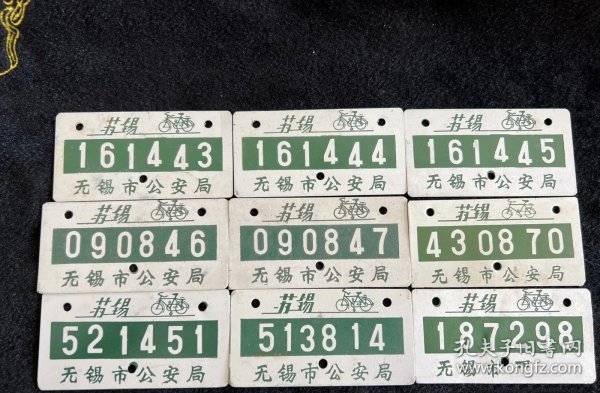 苏锡
161443
无锡市公安局
苏锡
161444
无锡市公安局
苏锡
161445
无锡市公安局
苏锡
090846
无锡市公安局
苏锡
090847
无锡市公安局
苏锡
430870
无锡市公安局
苏锡
521451
无锡市公安局
苏锡
513814
无锡市公安局
苏锡
187298
无锡市
孔夫子旧书网
www.kongfz.com